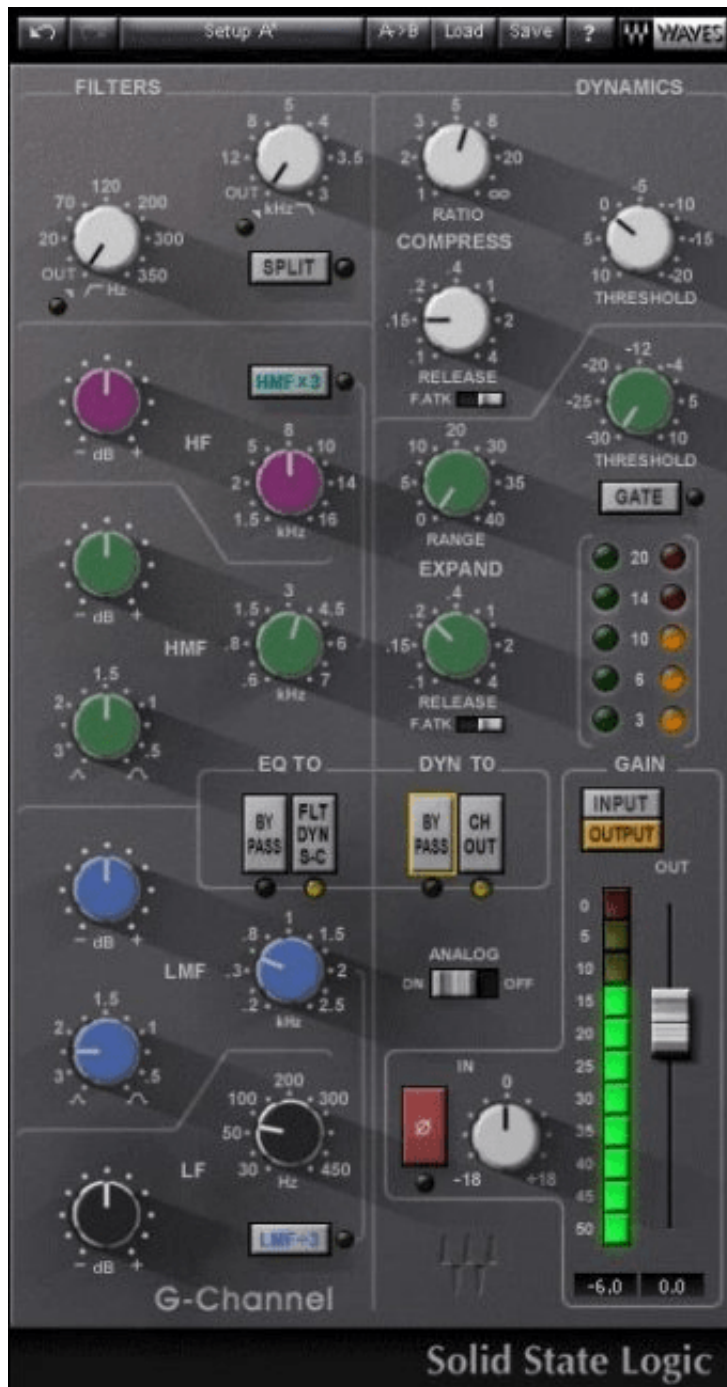 Setup A*
A->B
Load
Save
?
WAVES
FILTERS
DYNAMICS
8 5 4
12 3.5
OUT 3
kHz
120
70 200
20 300
OUT 350
Hz
SPLIT
5
3 8
2 20
1 ∞
RATIO
COMPRESS
-5
0 -10
5 -15
10 -20
THRESHOLD
.4
.2 1
.15 2
.1 4
RELEASE
F.ATK
HMF×3
- dB +
HF
8
5 10
2 14
1.5 16
kHz
-12
-20 -4
-25 5
-30 10
THRESHOLD
GATE
20
10 30
5 35
0 40
RANGE
EXPAND
- dB +
HMF
3
1.5 4.5
.8 6
.6 7
kHz
1.5
2 1
3 .5
.4
.2 1
.15 2
.1 4
RELEASE
F.ATK
20
14
10
6
3
EQ TO
BY PASS
FLT DYN S-C
DYN TO
BY PASS
CH OUT
GAIN
INPUT
OUTPUT
OUT
0
5
10
15
20
25
30
35
40
45
50
-6.0 0.0
- dB +
LMF
1
.8 1.5
.3 2
.2 2.5
kHz
1.5
2 1
3 .5
ANALOG
ON OFF
IN
Ø
0
-18 +18
200
100 300
50
30 450
Hz
LF
- dB +
LMF÷3
G-Channel
Solid State Logic